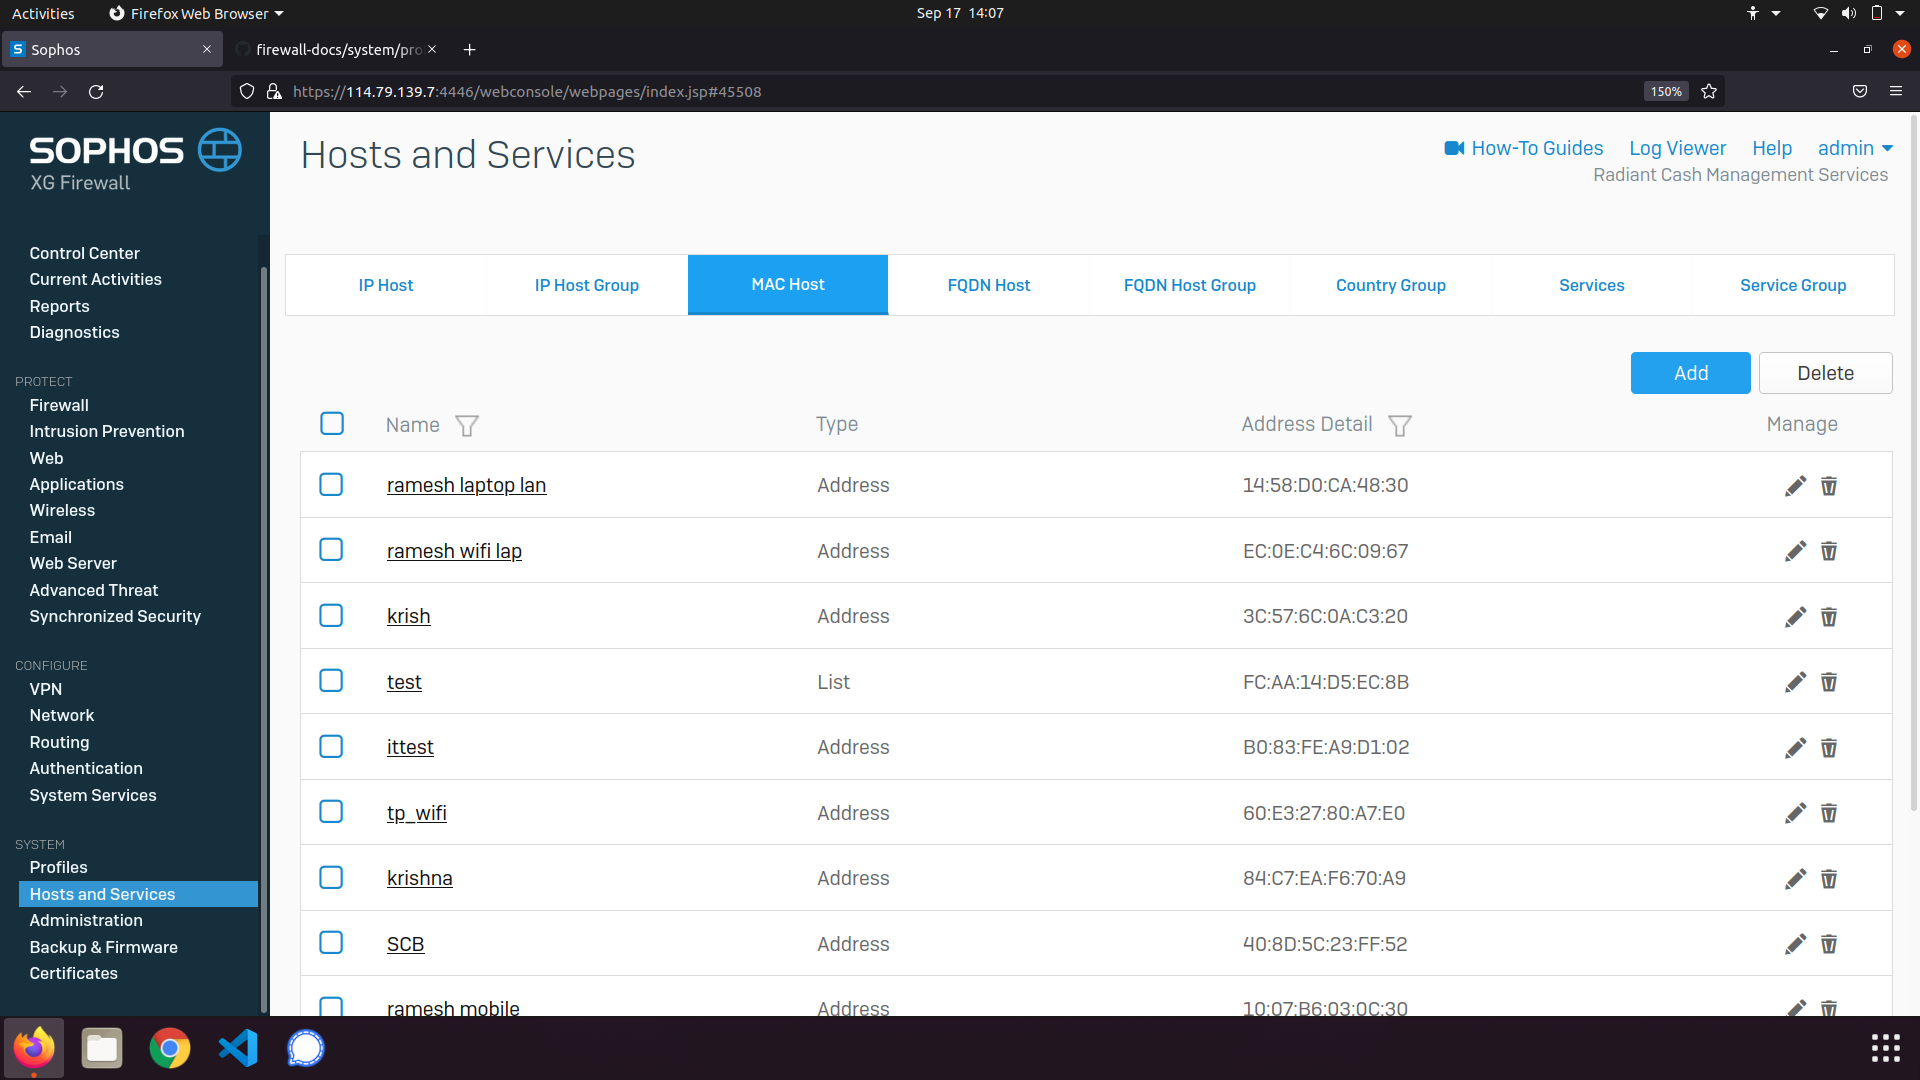 Activities
Firefox Web Browser
Sep 17 14:07
Sophos
firewall-docs/system/pro
https://114.79.139.7:4446/webconsole/webpages/index.jsp#45508
150%
SOPHOS
XG Firewall
Control Center
Current Activities
Reports
Diagnostics
PROTECT
Firewall
Intrusion Prevention
Web
Applications
Wireless
Email
Web Server
Advanced Threat
Synchronized Security
CONFIGURE
VPN
Network
Routing
Authentication
System Services
SYSTEM
Profiles
Hosts and Services
Administration
Backup & Firmware
Certificates
Hosts and Services
How-To Guides Log Viewer Help admin
Radiant Cash Management Services
IP Host IP Host Group MAC Host FQDN Host FQDN Host Group Country Group Services Service Group
Add Delete
Name Type Address Detail Manage
ramesh laptop lan Address 14:58:D0:CA:48:30
ramesh wifi lap Address EC:0E:C4:6C:09:67
krish Address 3C:57:6C:0A:C3:20
test List FC:AA:14:D5:EC:8B
ittest Address B0:83:FE:A9:D1:02
tp_wifi Address 60:E3:27:80:A7:E0
krishna Address 84:C7:EA:F6:70:A9
SCB Address 40:8D:5C:23:FF:52
ramesh mobile Address 10:07:B6:03:0C:30